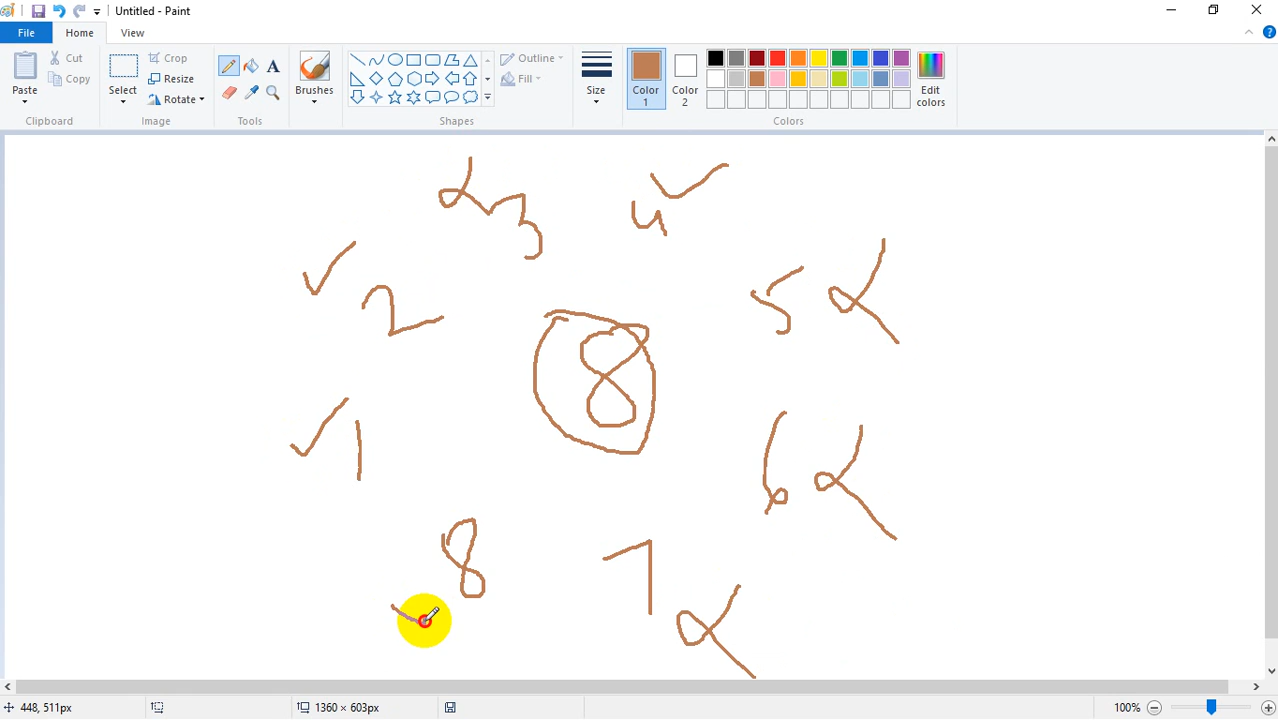 Untitled - Paint
File Home View
Paste
Cut
Copy
Clipboard
Select
Crop
Resize
Rotate
Image
A
Tools
Brushes
Shapes
Outline
Fill
Size
Color 1
Color 2
Edit colors
Colors
3
4
2
5
8
1
6
8
7
448, 511px
1360 × 603px
100%